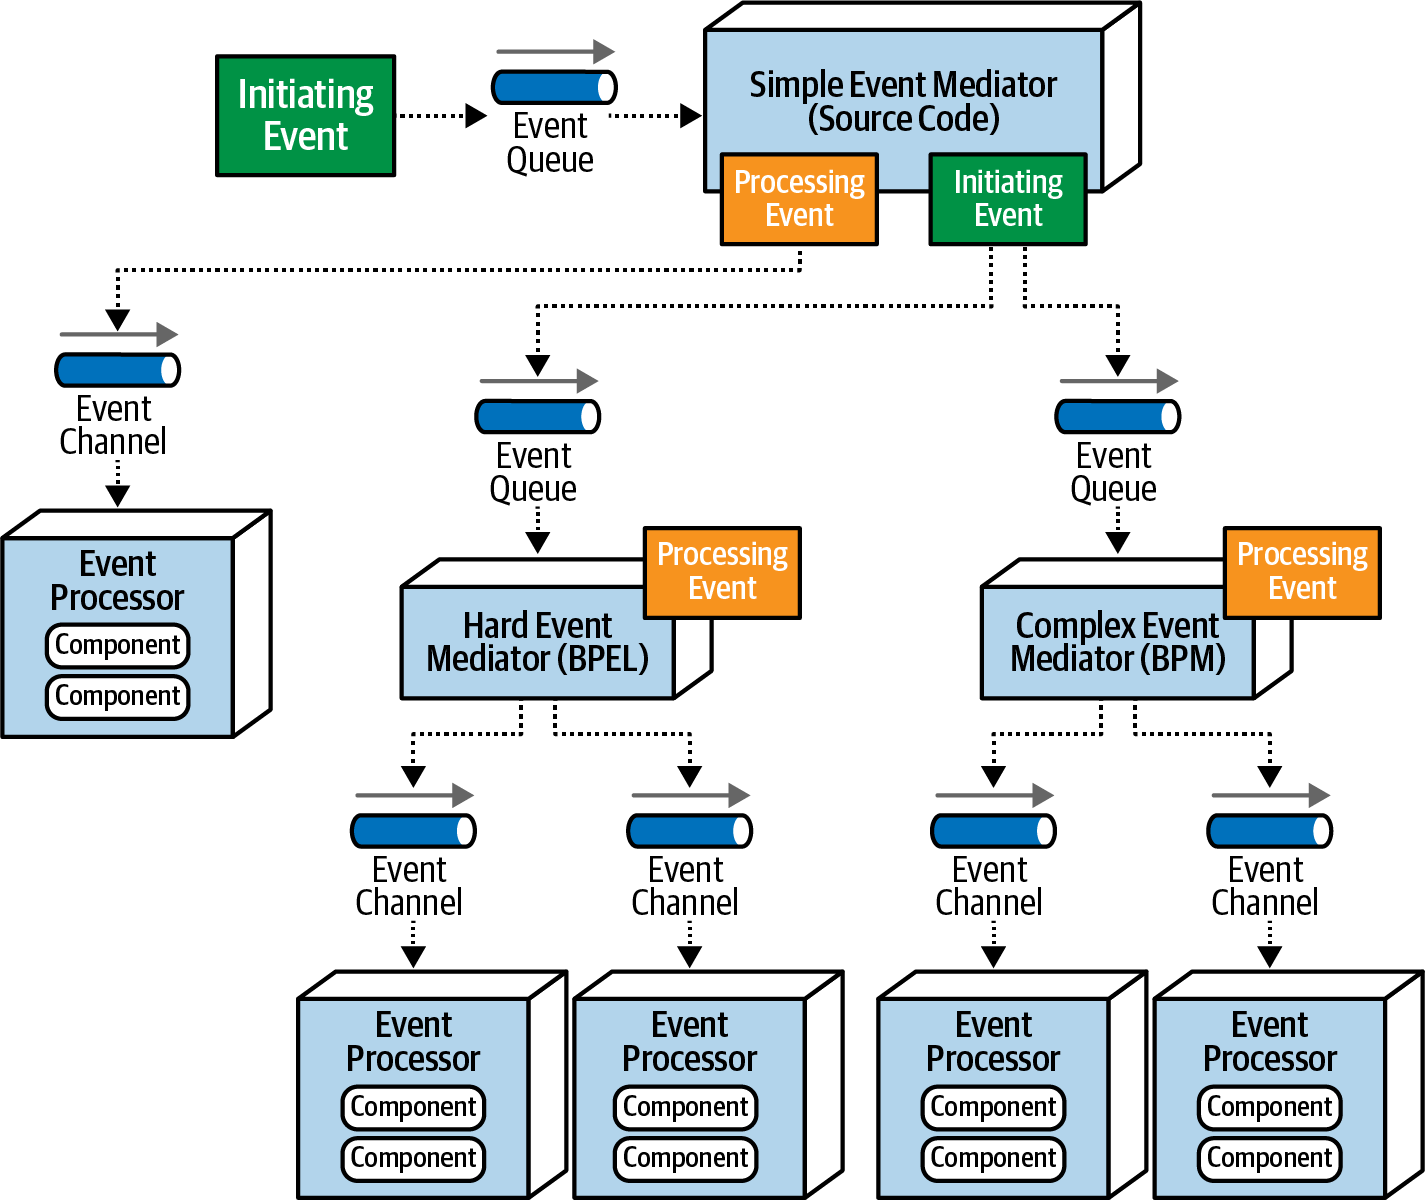 Initiating
Event
Event
Queue
Simple Event Mediator
(Source Code)
Processing
Event
Initiating
Event
Event
Channel
Event
Processor
Component
Component
Event
Queue
Processing
Event
Hard Event
Mediator (BPEL)
Event
Queue
Processing
Event
Complex Event
Mediator (BPM)
Event
Channel
Event
Channel
Event
Channel
Event
Channel
Event
Processor
Component
Component
Event
Processor
Component
Component
Event
Processor
Component
Component
Event
Processor
Component
Component